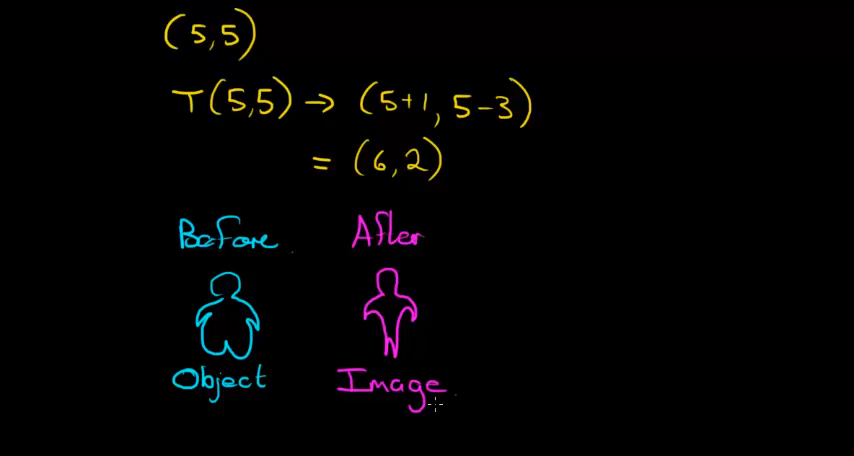 (5,5)
T(5,5) → (5+1, 5-3)
= (6,2)
Before After
Object Image